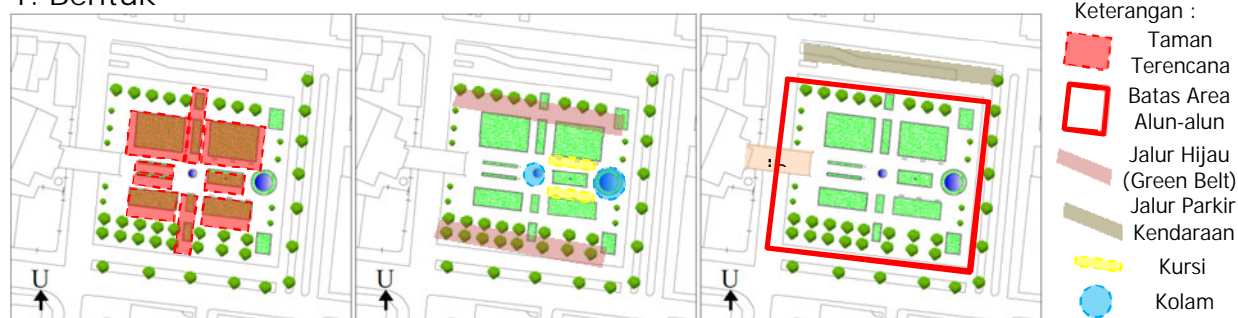 1. Bentuk
U
U
U
Keterangan :
Taman
Terencana
Batas Area
Alun-alun
Jalur Hijau
(Green Belt)
Jalur Parkir
Kendaraan
Kursi
Kolam